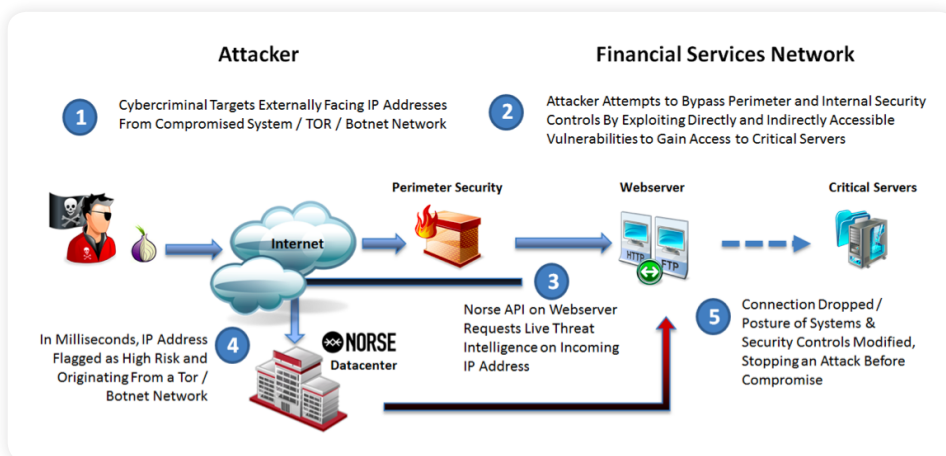 Attacker
Financial Services Network
1
Cybercriminal Targets Externally Facing IP Addresses
From Compromised System / TOR / Botnet Network
2
Attacker Attempts to Bypass Perimeter and Internal Security
Controls By Exploiting Directly and Indirectly Accessible
Vulnerabilities to Gain Access to Critical Servers
Perimeter Security
Webserver
Critical Servers
Internet
HTTP
FTP
3
Norse API on Webserver
Requests Live Threat
Intelligence on Incoming
IP Address
In Milliseconds, IP Address
Flagged as High Risk and
Originating From a Tor /
Botnet Network
4
NORSE
Datacenter
5
Connection Dropped /
Posture of Systems &
Security Controls Modified,
Stopping an Attack Before
Compromise